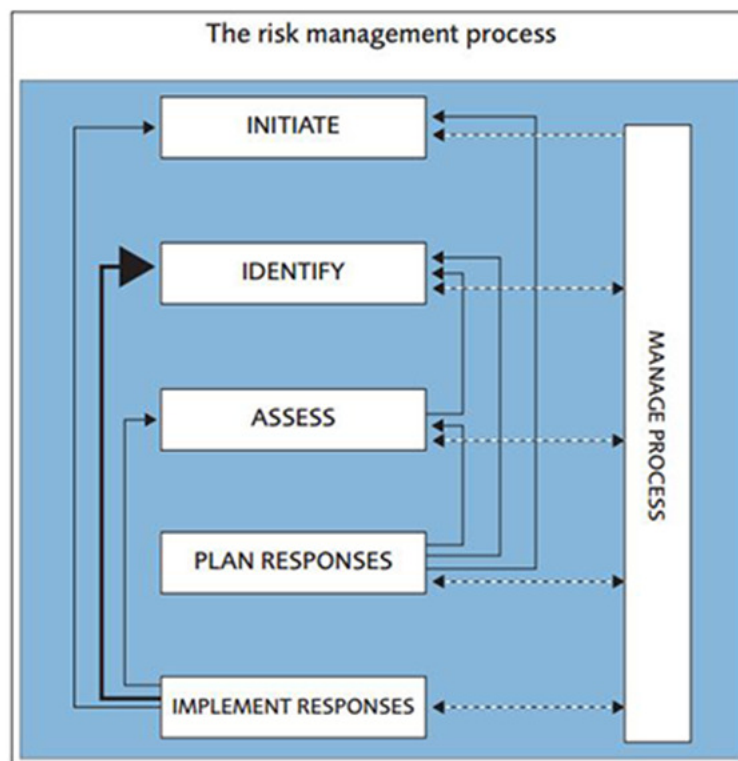 The risk management process
INITIATE
IDENTIFY
ASSESS
PLAN RESPONSES
IMPLEMENT RESPONSES
MANAGE PROCESS